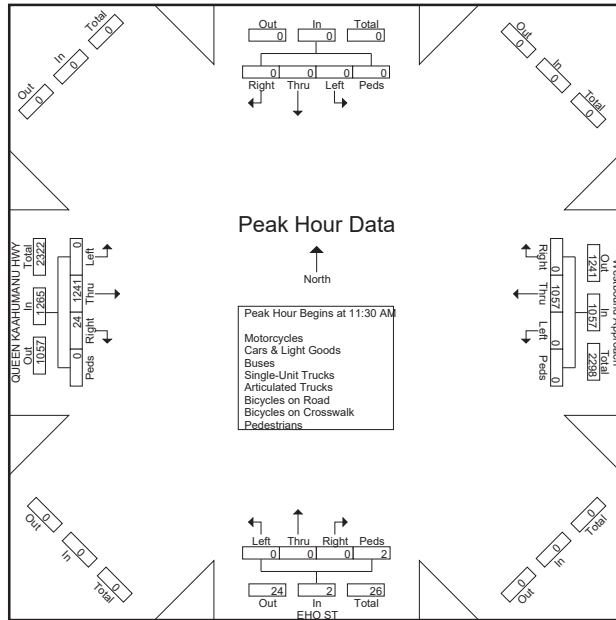 Out In Total
0 0 0
0 0 0 0
Right Thru Left Peds
Total
0
In
0
Out
0
Out
0
In
0
Total
0
Peak Hour Data
North
Peak Hour Begins at 11:30 AM
Motorcycles
Cars & Light Goods
Buses
Single-Unit Trucks
Articulated Trucks
Bicycles on Road
Bicycles on Crosswalk
Pedestrians
QUEEN KAAHUMANU HWY
Total In Out
2322 1265 1057
0 1241 24 0
Left Thru Right Peds
Right Thru Left Peds
0 1057 0 0
Out In Total
1241 1057 2298
Westbound Approach
Out
0
In
0
Total
0
Left Thru Right Peds
0 0 0 2
24 2 26
Out In Total
EHO ST
Total
0
In
0
Out
0